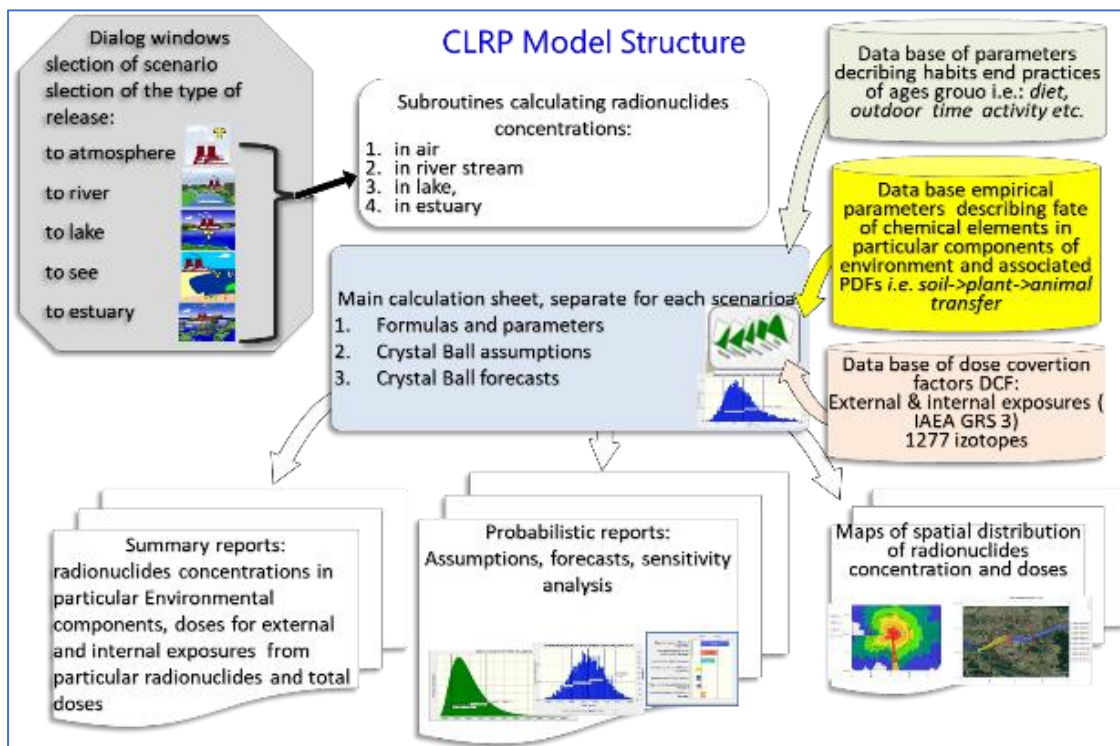 CLRP Model Structure
Dialog windows
slection of scenario
slection of the type of
release:
to atmosphere
to river
to lake
to see
to estuary
Subroutines calculating radionuclides
concentrations:
1. in air
2. in river stream
3. in lake,
4. in estuary
Data base of parameters
decribing habits end practices
of ages grouo i.e.: diet,
outdoor time activity etc.
Data base empirical
parameters describing fate
of chemical elements in
particular components of
environment and associated
PDFs i.e. soil->plant->animal
transfer
Main calculation sheet, separate for each scenarioa
1. Formulas and parameters
2. Crystal Ball assumptions
3. Crystal Ball forecasts
Data base of dose covertion
factors DCF:
External & internal exposures (
IAEA GRS 3)
1277 izotopes
Summary reports:
radionuclides concentrations in
particular Environmental
components, doses for external
and internal exposures from
particular radionuclides and total
doses
Probabilistic reports:
Assumptions, forecasts, sensitivity
analysis
Maps of spatial distribution
of radionuclides
concentration and doses